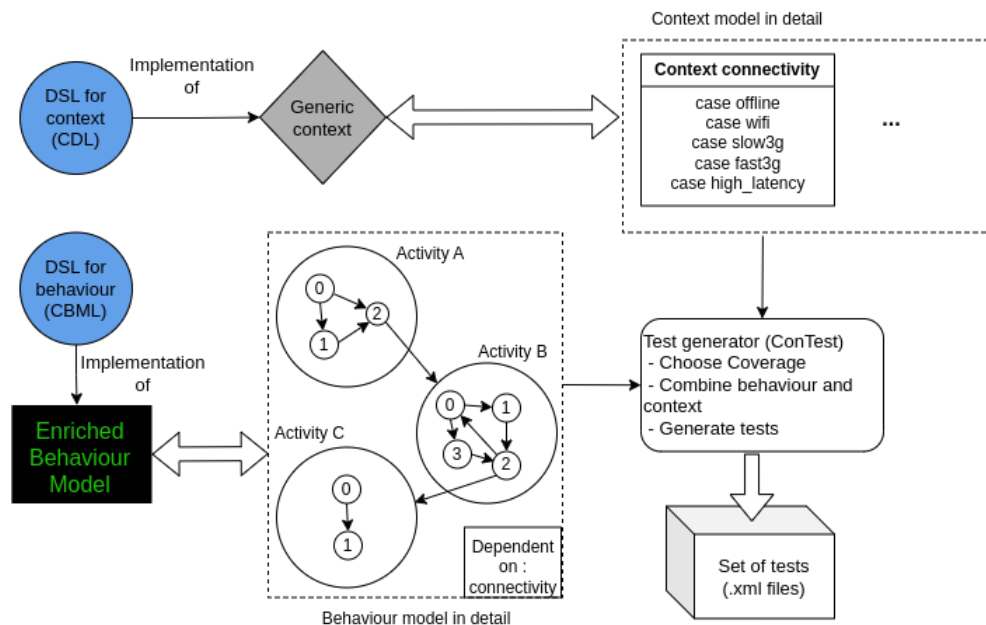 Context model in detail
Implementation
of
DSL for
context
(CDL)
Generic
context
Context connectivity
case offline
case wifi
case slow3g
case fast3g
case high_latency
...
DSL for
behaviour
(CBML)
Implementation
of
Enriched
Behaviour
Model
Activity A
0
1
2
Activity B
0
1
3
2
Activity C
0
1
Dependent
on :
connectivity
Behaviour model in detail
Test generator (ConTest)
- Choose Coverage
- Combine behaviour and
context
- Generate tests
Set of tests
(.xml files)